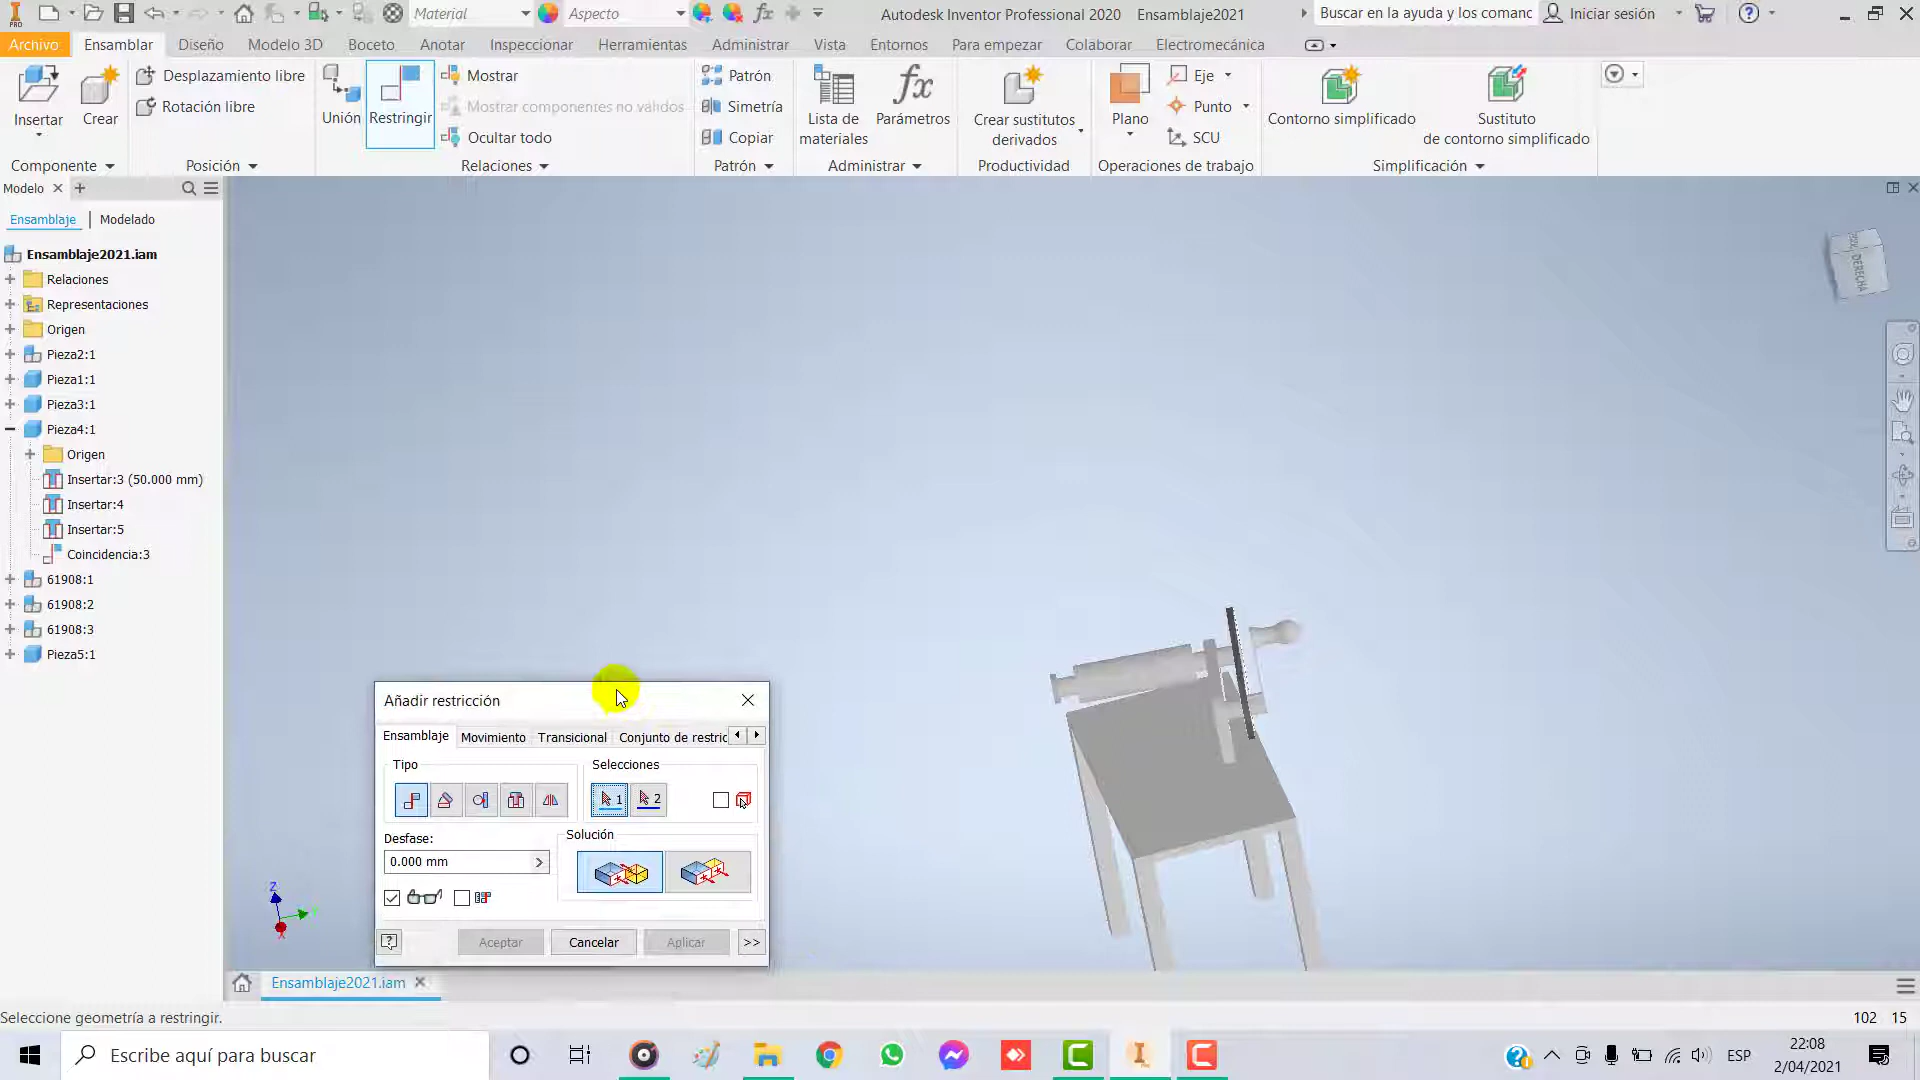 PRO
Material
Aspecto
Autodesk Inventor Professional 2020 Ensamblaje2021
Buscar en la ayuda y los comanc
Iniciar sesión
Archivo Ensamblar Diseño Modelo 3D Boceto Anotar Inspeccionar Herramientas Administrar Vista Entornos Para empezar Colaborar Electromecánica
Insertar
Crear
Desplazamiento libre
Rotación libre
Unión
Restringir
Mostrar
Mostrar componentes no válidos
Ocultar todo
Patrón
Simetría
Copiar
Lista de
materiales
fx
Parámetros
Crear sustitutos
derivados
Plano
Eje
Punto
SCU
Contorno simplificado
Sustituto
de contorno simplificado
Componente Posición Relaciones Patrón Administrar Productividad Operaciones de trabajo Simplificación
Modelo
Ensamblaje Modelado
Ensamblaje2021.iam
Relaciones
Representaciones
Origen
Pieza2:1
Pieza1:1
Pieza3:1
Pieza4:1
Origen
Insertar:3 (50.000 mm)
Insertar:4
Insertar:5
Coincidencia:3
61908:1
61908:2
61908:3
Pieza5:1
DERECHA
Añadir restricción
Ensamblaje Movimiento Transicional Conjunto de restric
Tipo
Selecciones
1 2
Desfase:
0.000 mm
Solución
Aceptar Cancelar Aplicar >>
Z
X
Ensamblaje2021.iam
Seleccione geometría a restringir.
102 15
Escribe aquí para buscar
ESP
22:08
2/04/2021